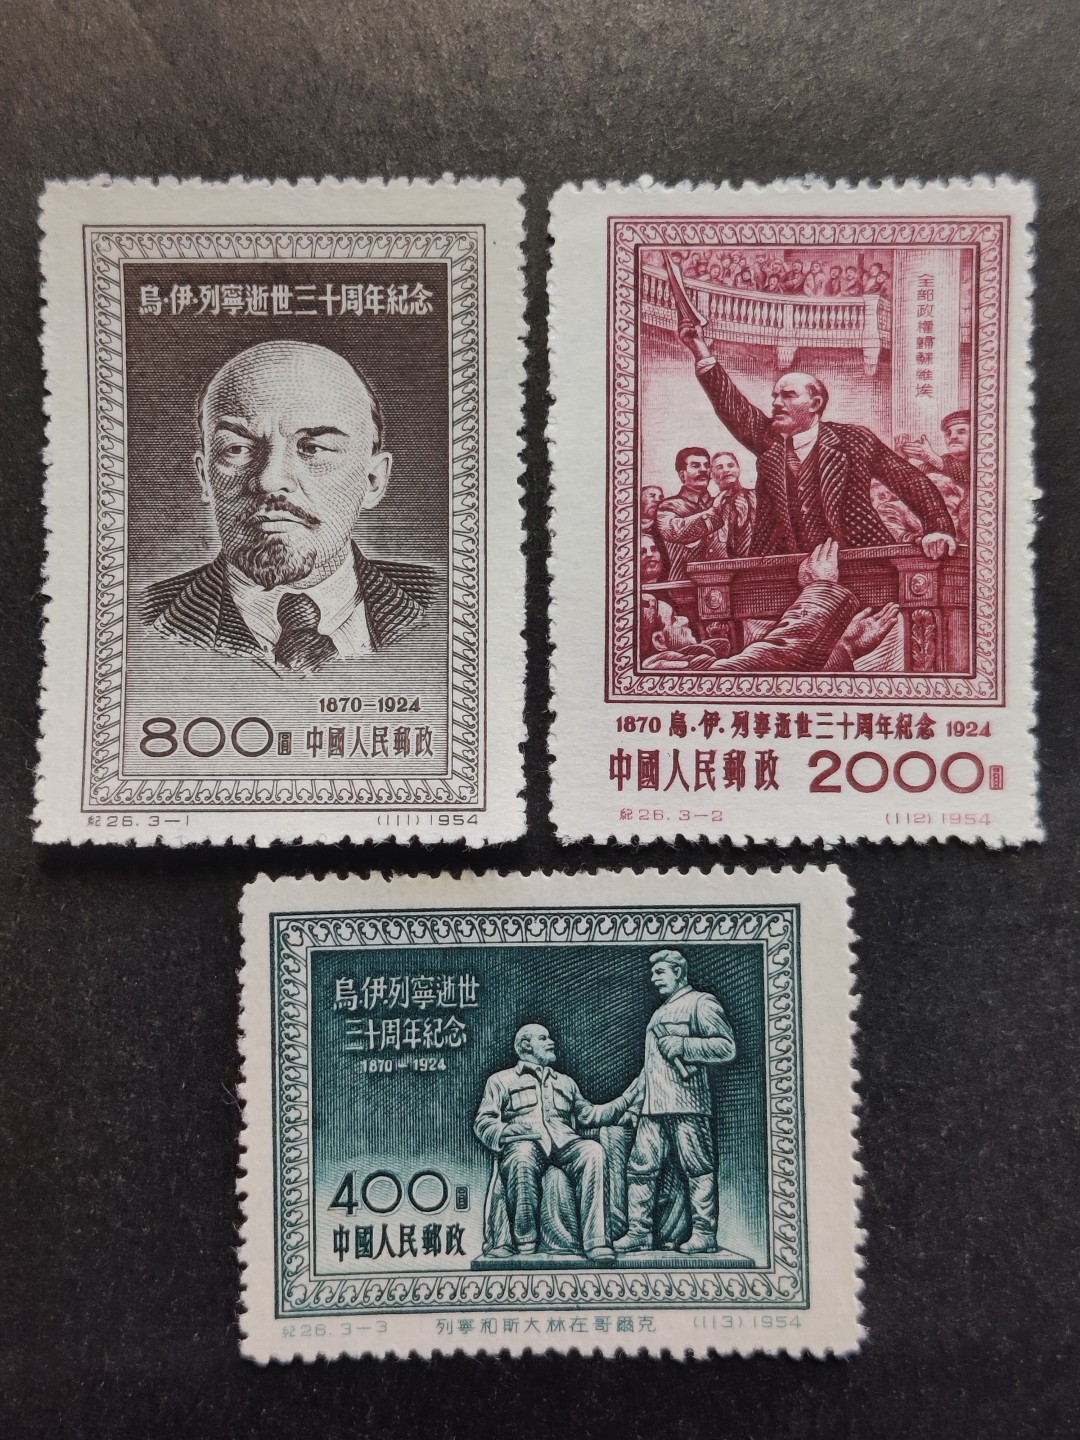 烏·伊·列寧逝世三十周年紀念
1870-1924
800圓 中國人民郵政
紀26.3-1 (111)1954
全部政權歸蘇維埃
1870 烏·伊·列寧逝世三十周年紀念 1924
中國人民郵政 2000圓
紀26.3-2 (112)1954
烏·伊·列寧逝世
三十周年紀念
1870-1924
400圓
中國人民郵政
紀26.3-3 列寧和斯大林在哥爾克 (113)1954